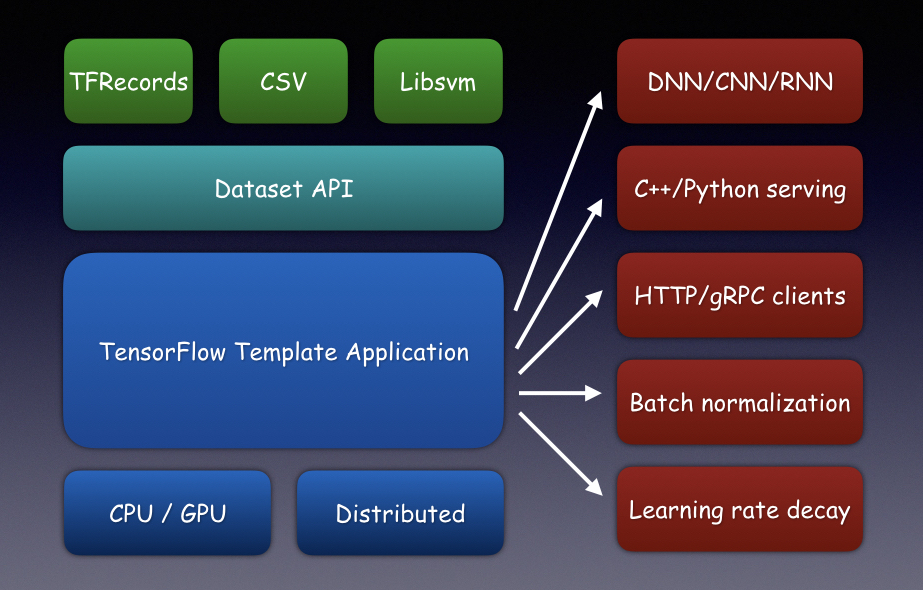 TFRecords
CSV
Libsvm
Dataset API
TensorFlow Template Application
CPU / GPU
Distributed
DNN/CNN/RNN
C++/Python serving
HTTP/gRPC clients
Batch normalization
Learning rate decay